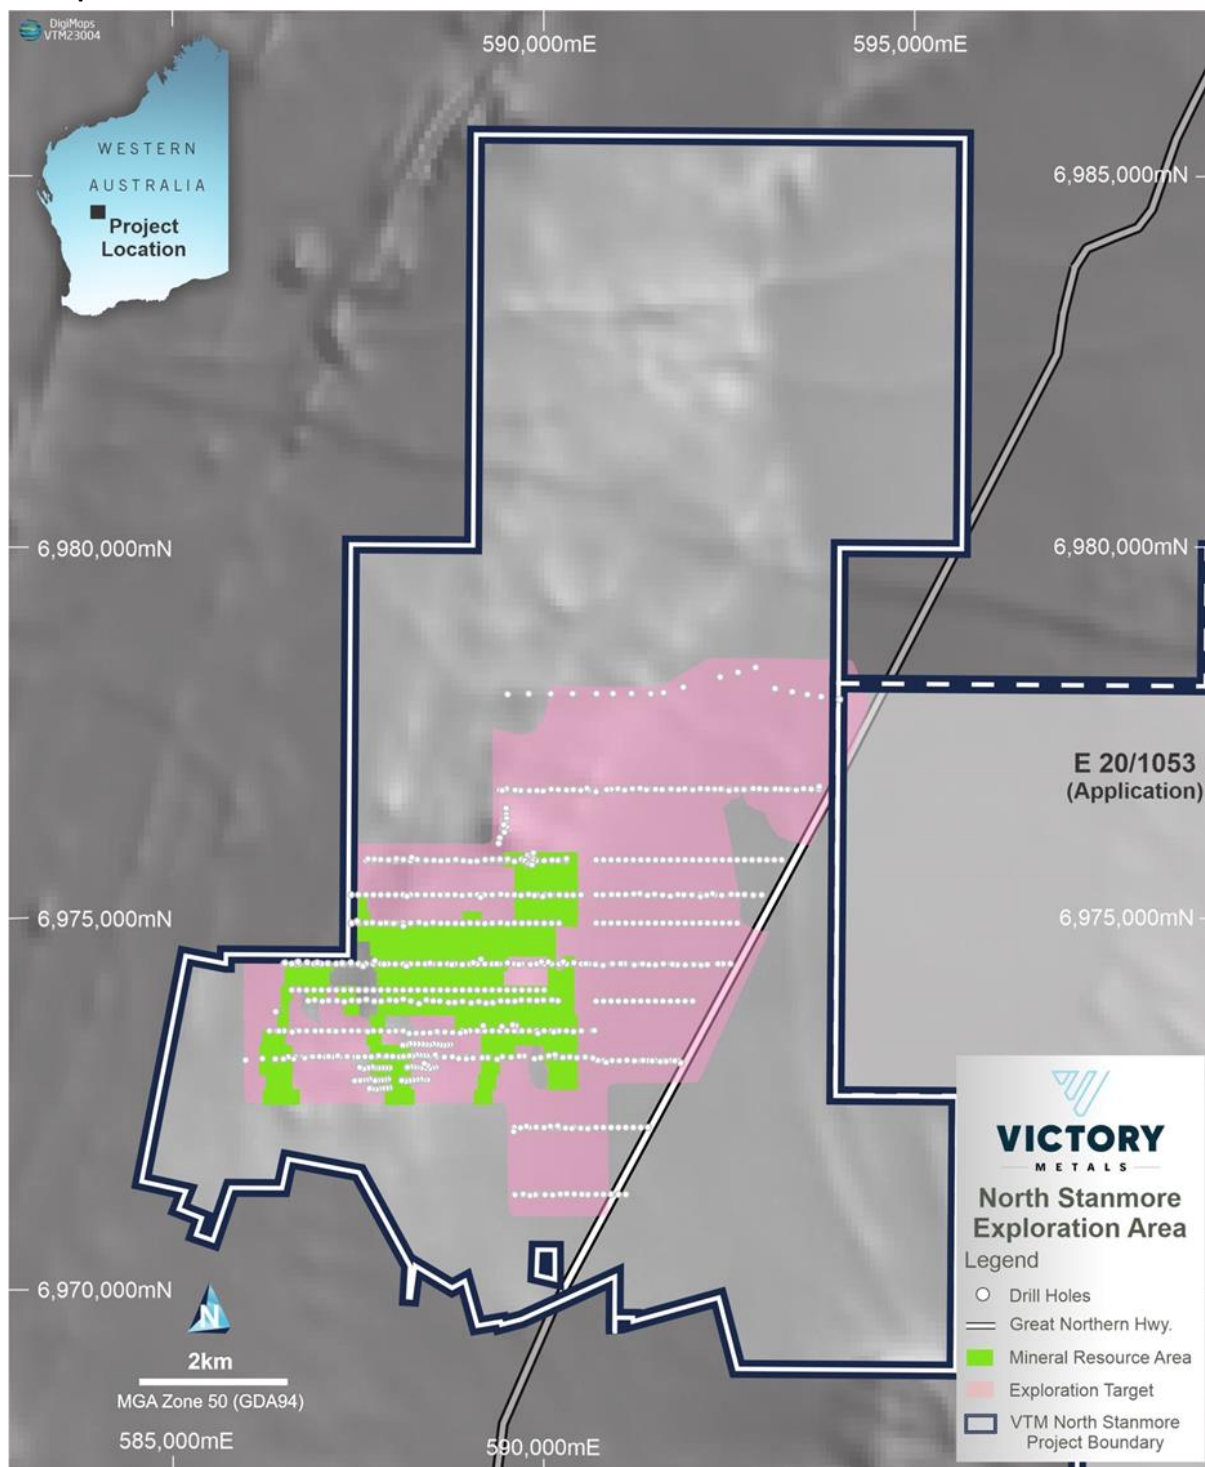 DigiMaps
VTM23004
590,000mE
595,000mE
WESTERN
AUSTRALIA
Project
Location
6,985,000mN
6,980,000mN
6,980,000mN
E 20/1053
(Application)
6,975,000mN
6,975,000mN
VICTORY
METALS
North Stanmore
Exploration Area
Legend
Drill Holes
Great Northern Hwy.
Mineral Resource Area
Exploration Target
VTM North Stanmore
Project Boundary
6,970,000mN
N
2km
MGA Zone 50 (GDA94)
585,000mE
590,000mE